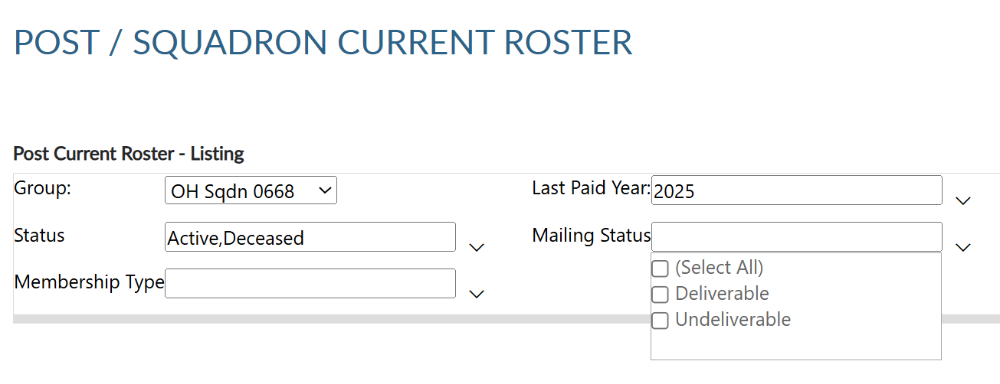 POST / SQUADRON CURRENT ROSTER
Post Current Roster - Listing
Group: OH Sqdn 0668 Last Paid Year: 2025
Status Active,Deceased Mailing Status
(Select All)
Membership Type
Deliverable
Undeliverable